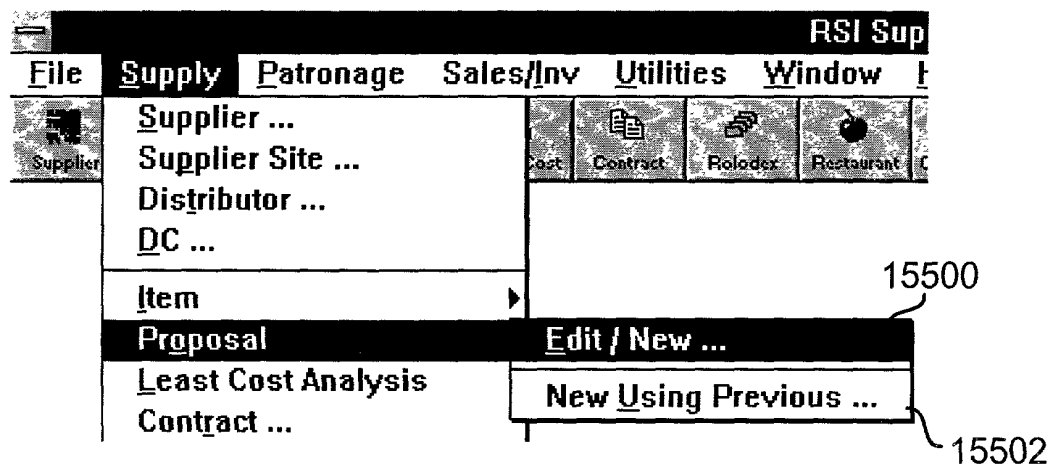 RSI Sup
File Supply Patronage Sales/Inv Utilities Window
Supplier Cost Contract Rolodex Restaurant
Supplier ...
Supplier Site ...
Distributor ...
DC ...
Item
Proposal
Least Cost Analysis
Contract ...
Edit / New ...
New Using Previous ...
15500
15502